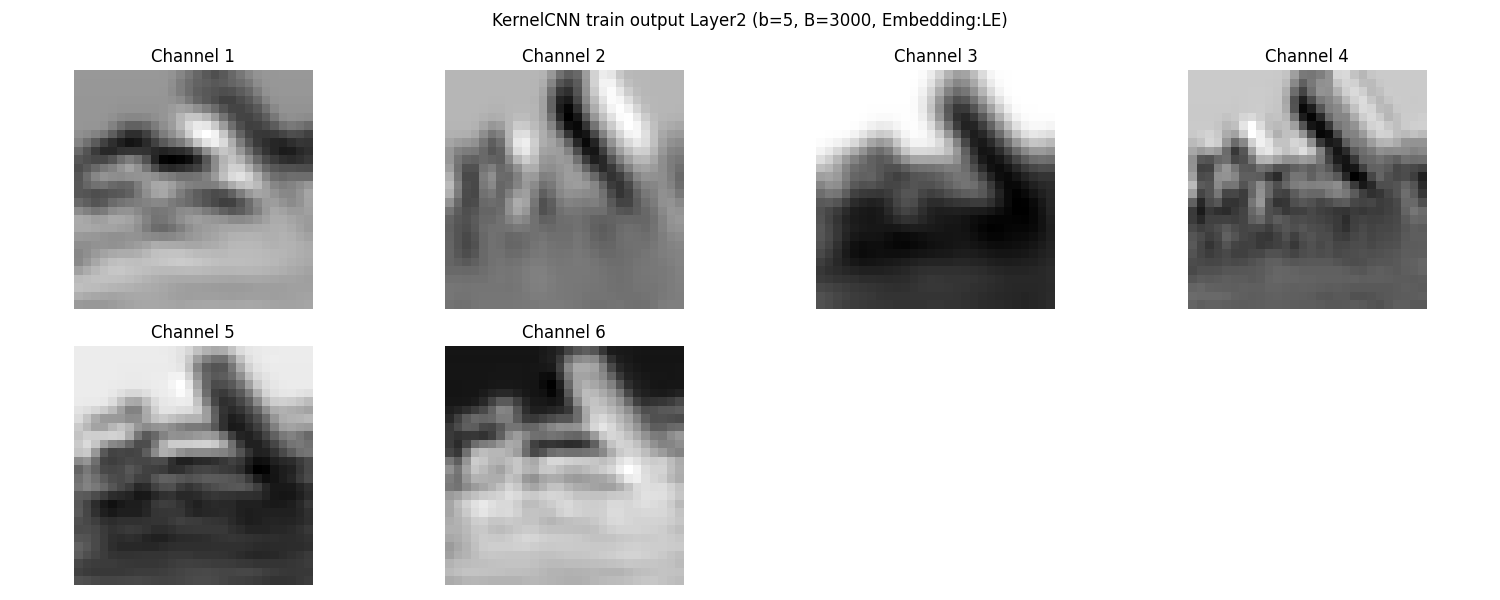 KernelCNN train output Layer2 (b=5, B=3000, Embedding:LE)
Channel 1
Channel 2
Channel 3
Channel 4
Channel 5
Channel 6